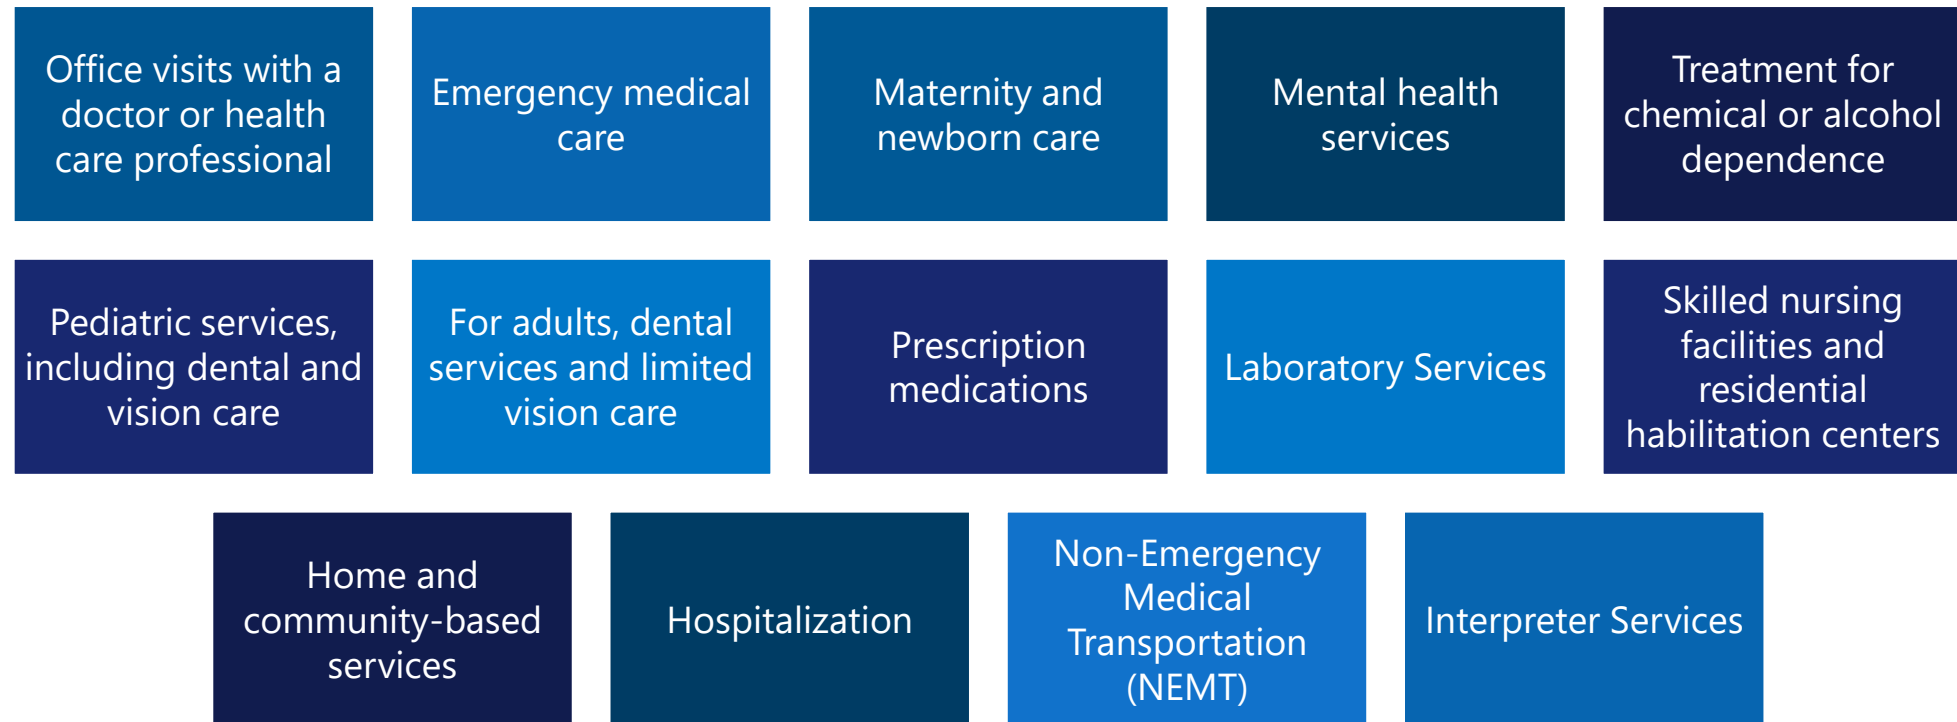 Office visits with a
doctor or health
care professional
Emergency medical
care
Maternity and
newborn care
Mental health
services
Treatment for
chemical or alcohol
dependence
Pediatric services,
including dental and
vision care
For adults, dental
services and limited
vision care
Prescription
medications
Laboratory Services
Skilled nursing
facilities and
residential
habilitation centers
Home and
community-based
services
Hospitalization
Non-Emergency
Medical
Transportation
(NEMT)
Interpreter Services